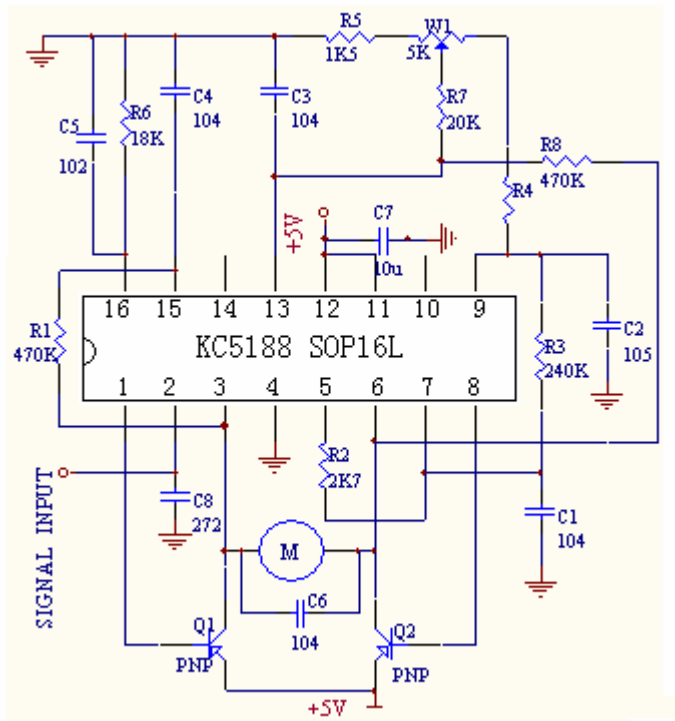 R5
1K5
W1
5K
C5
102
R6
18K
C4
104
C3
104
R7
20K
R8
470K
R4
+5V
C7
10u
16 15 14 13 12 11 10 9
KC5188 SOP16L
1 2 3 4 5 6 7 8
R1
470K
R3
240K
C2
105
R2
2K7
SIGNAL INPUT
C8
272
M
C1
104
C6
104
Q1
PNP
Q2
PNP
+5V